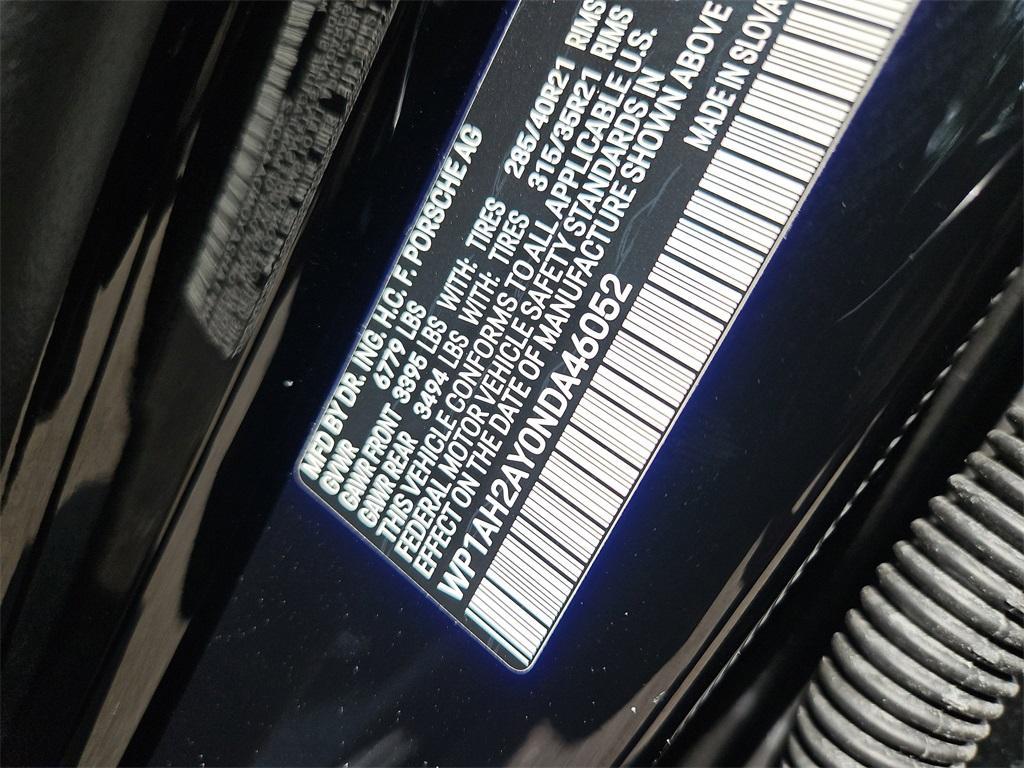 MFD BY DR. ING. H.C. F. PORSCHE AG
GVWR 6779 LBS
GAWR FRONT 3395 LBS WITH: TIRES 285/40R21 RIMS
GAWR REAR 3494 LBS WITH: TIRES 315/35R21 RIMS
THIS VEHICLE CONFORMS TO ALL APPLICABLE U.S.
FEDERAL MOTOR VEHICLE SAFETY STANDARDS IN
EFFECT ON THE DATE OF MANUFACTURE SHOWN ABOVE
WP1AH2AY0NDA46052 MADE IN SLOVA